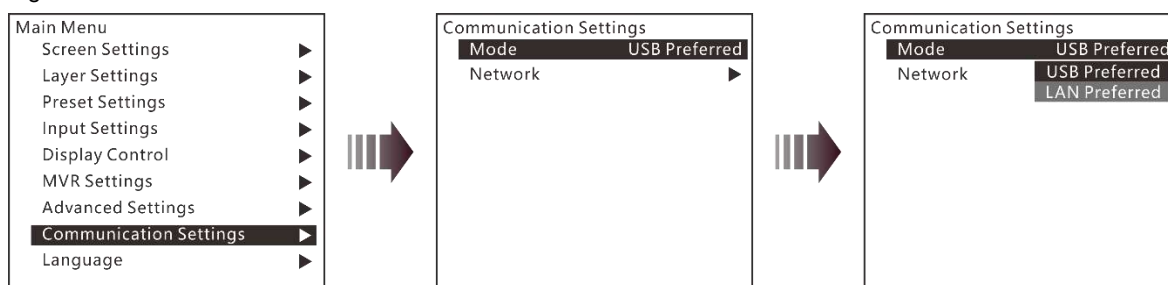 Main Menu
Screen Settings
Layer Settings
Preset Settings
Input Settings
Display Control
MVR Settings
Advanced Settings
Communication Settings
Language
Communication Settings
Mode USB Preferred
Network
Communication Settings
Mode USB Preferred
Network USB Preferred
LAN Preferred